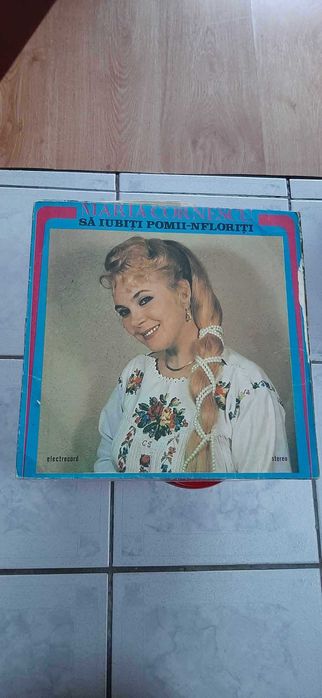 MARIA CORNESCU
SĂ IUBIȚI POMII-NFLORIȚI
electrecord
stereo